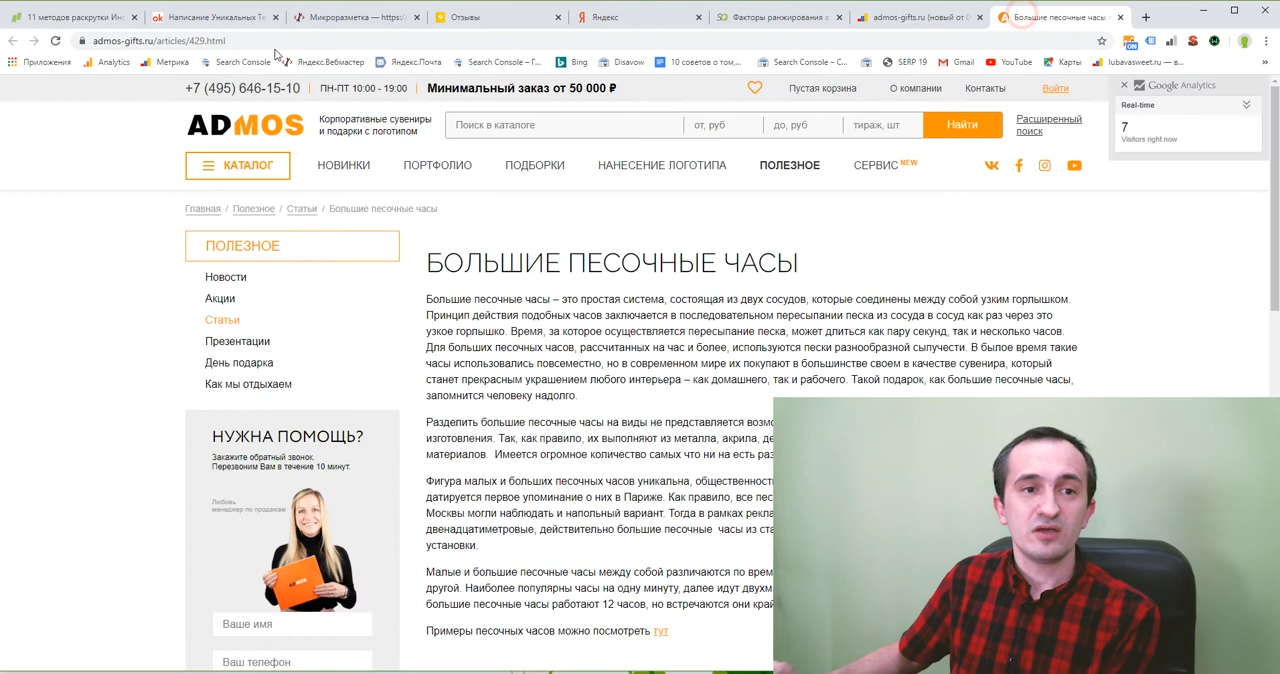 11 методов раскрутки Инс
Написание Уникальных Те
Микроразметка — https:/
Отзывы
Яндекс
Факторы ранжирования в
admos-gifts.ru (новый от 0
Большие песочные часы
admos-gifts.ru/articles/429.html
Приложения
Analytics
Метрика
Search Console
Яндекс.Вебмастер
Яндекс.Почта
Search Console – Г...
Bing
Disavow
10 советов о том,...
Search Console – С...
SERP 19
Gmail
YouTube
Карты
lubavasweet.ru — в...
+7 (495) 646-15-10
ПН-ПТ 10:00 - 19:00
Минимальный заказ от 50 000 ₽
Пустая корзина
О компании
Контакты
Войти
Google Analytics
Real-time
7
Visitors right now
ADMOS
Корпоративные сувениры
и подарки с логотипом
Поиск в каталоге
от, руб
до, руб
тираж, шт
Найти
Расширенный
поиск
КАТАЛОГ
НОВИНКИ
ПОРТФОЛИО
ПОДБОРКИ
НАНЕСЕНИЕ ЛОГОТИПА
ПОЛЕЗНОЕ
СЕРВИС NEW
Главная / Полезное / Статьи / Большие песочные часы
ПОЛЕЗНОЕ
Новости
Акции
Статьи
Презентации
День подарка
Как мы отдыхаем
НУЖНА ПОМОЩЬ?
Закажите обратный звонок.
Перезвоним Вам в течение 10 минут.
Любовь
менеджер по продажам
ADMOS
Ваше имя
Ваш телефон
БОЛЬШИЕ ПЕСОЧНЫЕ ЧАСЫ
Большие песочные часы – это простая система, состоящая из двух сосудов, которые соединены между собой узким горлышком.
Принцип действия подобных часов заключается в последовательном пересыпании песка из сосуда в сосуд как раз через это
узкое горлышко. Время, за которое осуществляется пересыпание песка, может длиться как пару секунд, так и несколько часов.
Для больших песочных часов, рассчитанных на час и более, используются пески разнообразной сыпучести. В былое время такие
часы использовались повсеместно, но в современном мире их покупают в большинстве своем в качестве сувенира, который
станет прекрасным украшением любого интерьера – как домашнего, так и рабочего. Такой подарок, как большие песочные часы,
запомнится человеку надолго.
Разделить большие песочные часы на виды не представляется возмо
изготовления. Так, как правило, их выполняют из металла, акрила, де
материалов. Имеется огромное количество самых что ни на есть раз
Фигура малых и больших песочных часов уникальна, общественност
датируется первое упоминание о них в Париже. Как правило, все пес
Москвы могли наблюдать и напольный вариант. Тогда в рамках рекла
двенадцатиметровые, действительно большие песочные часы из ста
установки.
Малые и большие песочные часы между собой различаются по врем
другой. Наиболее популярны часы на одну минуту, далее идут двухм
большие песочные часы работают 12 часов, но встречаются они край
Примеры песочных часов можно посмотреть тут